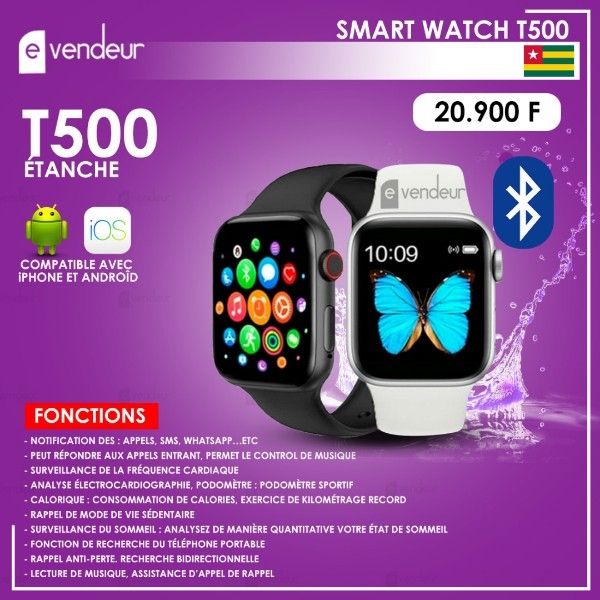 e vendeur
SMART WATCH T500
20.900 F
T500
ÉTANCHE
iOS
COMPATIBLE AVEC
iPHONE ET ANDROÏD
e vendeur
10:09
FONCTIONS
- NOTIFICATION DES : APPELS, SMS, WHATSAPP...ETC
- PEUT RÉPONDRE AUX APPELS ENTRANT, PERMET LE CONTROL DE MUSIQUE
- SURVEILLANCE DE LA FRÉQUENCE CARDIAQUE
- ANALYSE ÉLECTROCARDIOGRAPHIE, PODOMÈTRE : PODOMÈTRE SPORTIF
- CALORIQUE : CONSOMMATION DE CALORIES, EXERCICE DE KILOMÉTRAGE RECORD
- RAPPEL DE MODE DE VIE SÉDENTAIRE
- SURVEILLANCE DU SOMMEIL : ANALYSEZ DE MANIÈRE QUANTITATIVE VOTRE ÉTAT DE SOMMEIL
- FONCTION DE RECHERCHE DU TÉLÉPHONE PORTABLE
- RAPPEL ANTI-PERTE. RECHERCHE BIDIRECTIONNELLE
- LECTURE DE MUSIQUE, ASSISTANCE D'APPEL DE RAPPEL